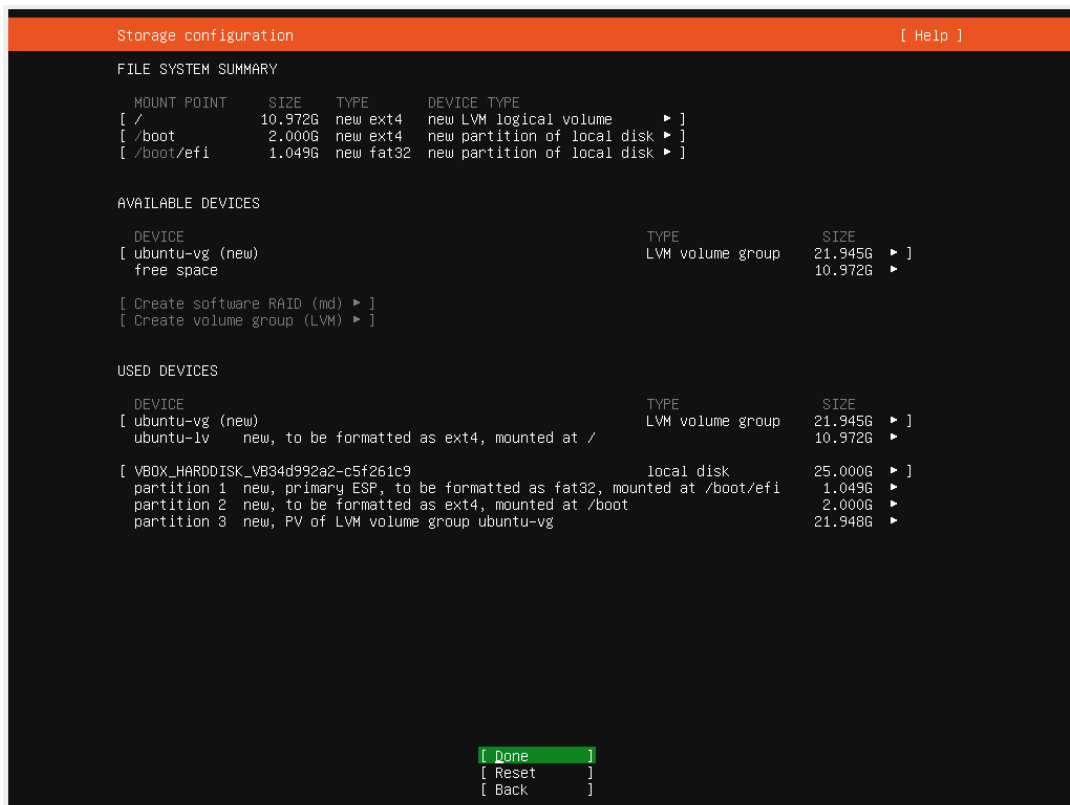 Storage configuration [ Help ]
FILE SYSTEM SUMMARY
MOUNT POINT SIZE TYPE DEVICE TYPE
[ / 10.972G new ext4 new LVM logical volume ▸ ]
[ /boot 2.000G new ext4 new partition of local disk ▸ ]
[ /boot/efi 1.049G new fat32 new partition of local disk ▸ ]
AVAILABLE DEVICES
DEVICE TYPE SIZE
[ ubuntu-vg (new) LVM volume group 21.945G ▸ ]
free space 10.972G ▸
[ Create software RAID (md) ▸ ]
[ Create volume group (LVM) ▸ ]
USED DEVICES
DEVICE TYPE SIZE
[ ubuntu-vg (new) LVM volume group 21.945G ▸ ]
ubuntu-lv new, to be formatted as ext4, mounted at / 10.972G ▸
[ VBOX_HARDDISK_VB34d992a2-c5f261c9 local disk 25.000G ▸ ]
partition 1 new, primary ESP, to be formatted as fat32, mounted at /boot/efi 1.049G ▸
partition 2 new, to be formatted as ext4, mounted at /boot 2.000G ▸
partition 3 new, PV of LVM volume group ubuntu-vg 21.948G ▸
[ Done ]
[ Reset ]
[ Back ]